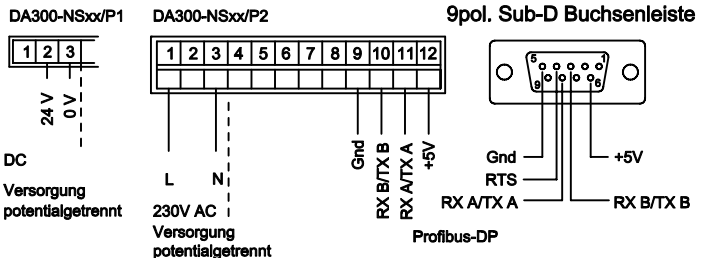 DA300-NSxx/P1
1 2 3
24 V
0 V
DC
Versorgung
potentialgetrennt
DA300-NSxx/P2
1 2 3 4 5 6 7 8 9 10 11 12
L
N
230V AC
Versorgung
potentialgetrennt
Gnd
RX B/TX B
RX A/TX A
+5V
Profibus-DP
9pol. Sub-D Buchsenleiste
5 1
9 6
Gnd
+5V
RTS
RX A/TX A
RX B/TX B